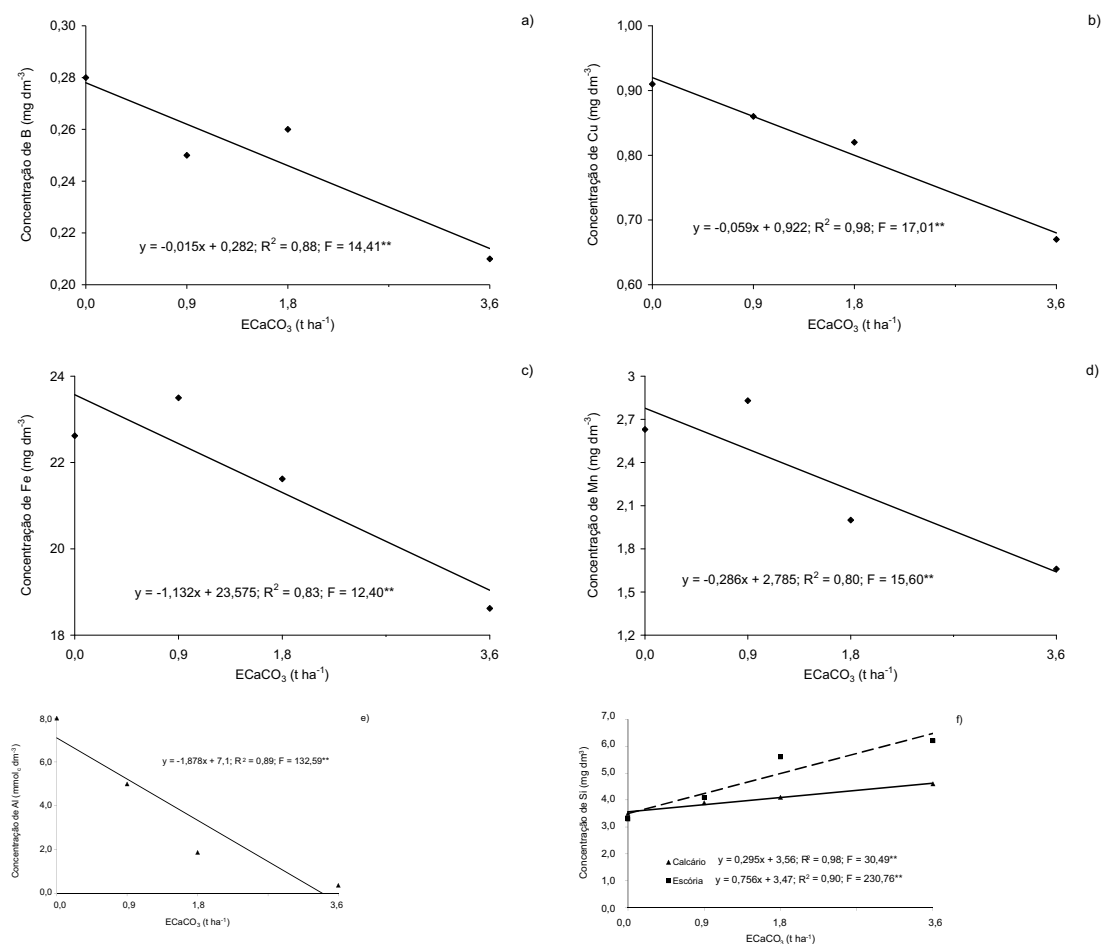 a)
0,30
0,28
0,26
0,24
0,22
0,20
Concentração de B (mg dm⁻³)
y = -0,015x + 0,282; R² = 0,88; F = 14,41**
0,0 0,9 1,8 3,6
ECaCO₃ (t ha⁻¹)
b)
1,00
0,90
0,80
0,70
0,60
Concentração de Cu (mg dm⁻³)
y = -0,059x + 0,922; R² = 0,98; F = 17,01**
0,0 0,9 1,8 3,6
ECaCO₃ (t ha⁻¹)
c)
24
22
20
18
Concentração de Fe (mg dm⁻³)
y = -1,132x + 23,575; R² = 0,83; F = 12,40**
0,0 0,9 1,8 3,6
ECaCO₃ (t ha⁻¹)
d)
3
2,7
2,4
2,1
1,8
1,5
1,2
Concentração de Mn (mg dm⁻³)
y = -0,286x + 2,785; R² = 0,80; F = 15,60**
0,0 0,9 1,8 3,6
ECaCO₃ (t ha⁻¹)
e)
8,0
6,0
4,0
2,0
0,0
Concentração de Al (mmol꜀ dm⁻³)
y = -1,878x + 7,1; R² = 0,89; F = 132,59**
0,0 0,9 1,8 3,6
ECaCO₃ (t ha⁻¹)
f)
7,0
6,0
5,0
4,0
3,0
2,0
1,0
0,0
Concentração de Si (mg dm³)
Calcário y = 0,295x + 3,56; R² = 0,98; F = 30,49**
Escória y = 0,756x + 3,47; R² = 0,90; F = 230,76**
0,0 0,9 1,8 3,6
ECaCO₃ (t ha⁻¹)